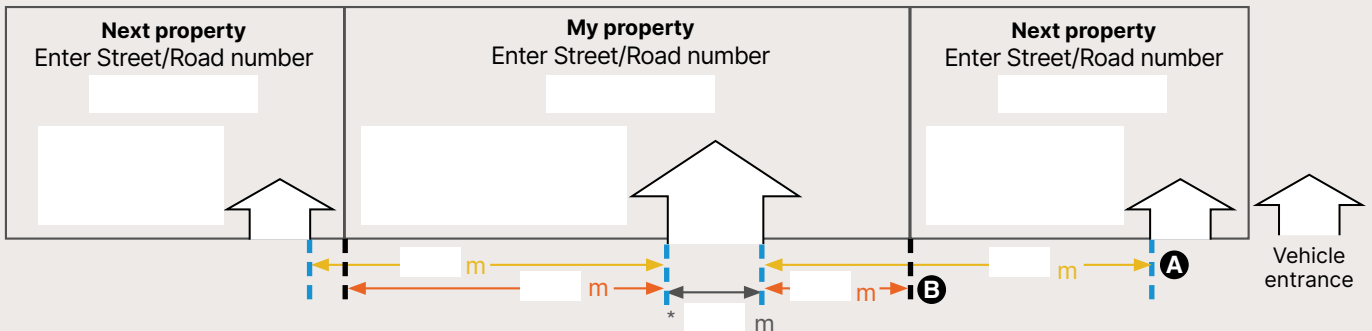 Next property
Enter Street/Road number
My property
Enter Street/Road number
Next property
Enter Street/Road number
m
m
A
m
m
B
* m
Vehicle
entrance